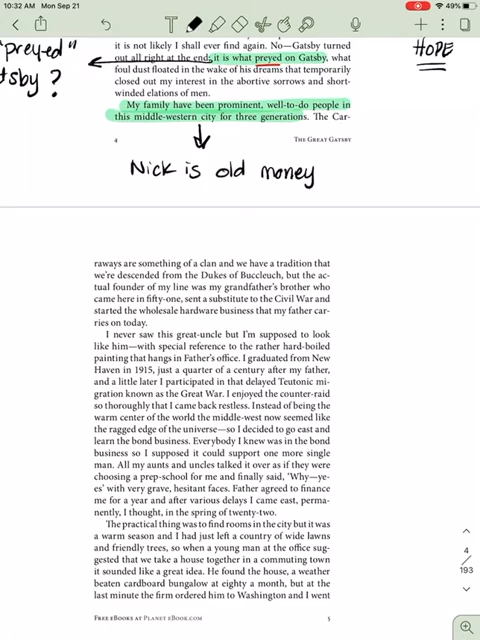 10:32 AM Mon Sep 21
49%
"preyed"
HOPE
it is not likely I shall ever find again. No—Gatsby turned
out all right at the end; it is what preyed on Gatsby, what
tsby?
foul dust floated in the wake of his dreams that temporarily
closed out my interest in the abortive sorrows and short-
winded elations of men.
My family have been prominent, well-to-do people in
this middle-western city for three generations. The Car-
4 THE GREAT GATSBY
Nick is old money
raways are something of a clan and we have a tradition that
we're descended from the Dukes of Buccleuch, but the ac-
tual founder of my line was my grandfather's brother who
came here in fifty-one, sent a substitute to the Civil War and
started the wholesale hardware business that my father car-
ries on today.
I never saw this great-uncle but I'm supposed to look
like him—with special reference to the rather hard-boiled
painting that hangs in Father's office. I graduated from New
Haven in 1915, just a quarter of a century after my father,
and a little later I participated in that delayed Teutonic mi-
gration known as the Great War. I enjoyed the counter-raid
so thoroughly that I came back restless. Instead of being the
warm center of the world the middle-west now seemed like
the ragged edge of the universe—so I decided to go east and
learn the bond business. Everybody I knew was in the bond
business so I supposed it could support one more single
man. All my aunts and uncles talked it over as if they were
choosing a prep-school for me and finally said, 'Why—ye-
es' with very grave, hesitant faces. Father agreed to finance
me for a year and after various delays I came east, perma-
nently, I thought, in the spring of twenty-two.
The practical thing was to find rooms in the city but it was
a warm season and I had just left a country of wide lawns
and friendly trees, so when a young man at the office sug-
gested that we take a house together in a commuting town
it sounded like a great idea. He found the house, a weather
beaten cardboard bungalow at eighty a month, but at the
last minute the firm ordered him to Washington and I went
4
193
FREE EBOOKS AT PLANET EBOOK.COM 5